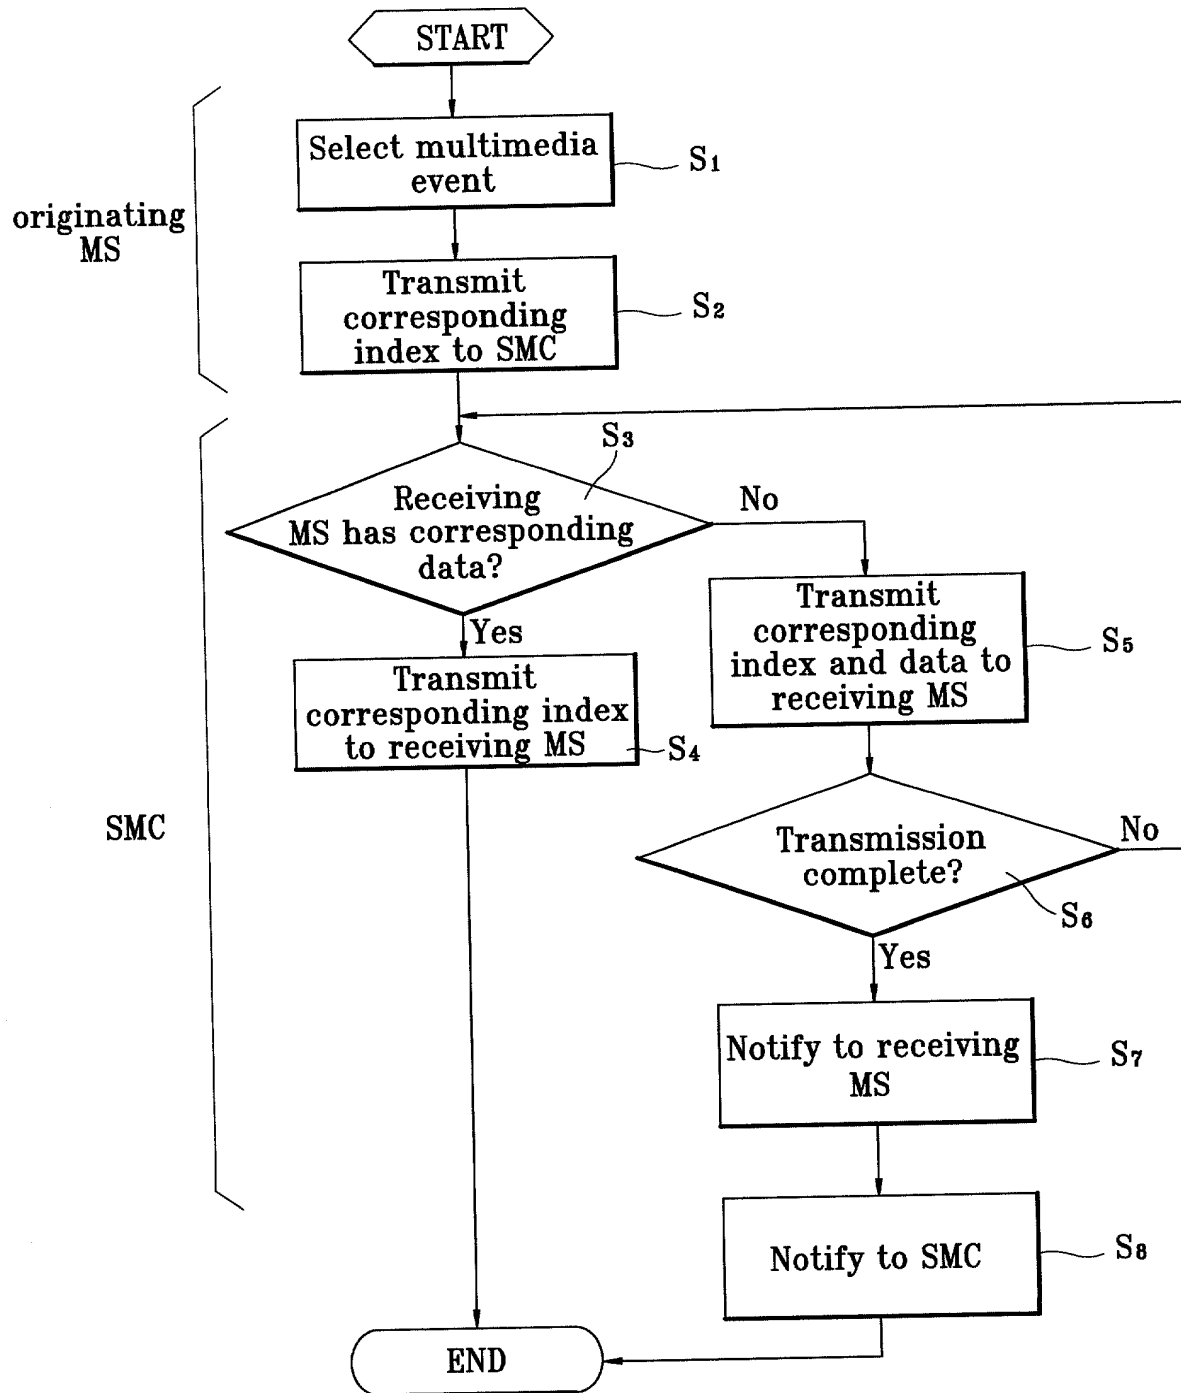 START
Select multimedia
event
S1
originating
MS
Transmit
corresponding
index to SMC
S2
S3
Receiving
MS has corresponding
data?
No
Yes
Transmit
corresponding index
to receiving MS
S4
Transmit
corresponding
index and data to
receiving MS
S5
SMC
Transmission
complete?
No
S6
Yes
Notify to receiving
MS
S7
Notify to SMC
S8
END